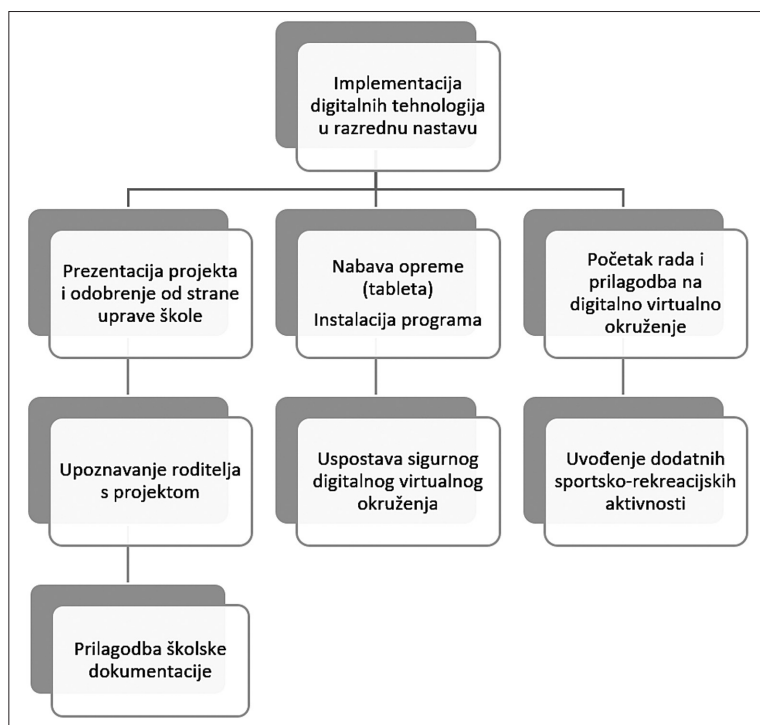 Implementacija
digitalnih tehnologija
u razrednu nastavu
Prezentacija projekta
i odobrenje od strane
uprave škole
Nabava opreme
(tableta)
Instalacija programa
Početak rada i
prilagodba na
digitalno virtualno
okruženje
Upoznavanje roditelja
s projektom
Uspostava sigurnog
digitalnog virtualnog
okruženja
Uvođenje dodatnih
sportsko-rekreacijskih
aktivnosti
Prilagodba školske
dokumentacije